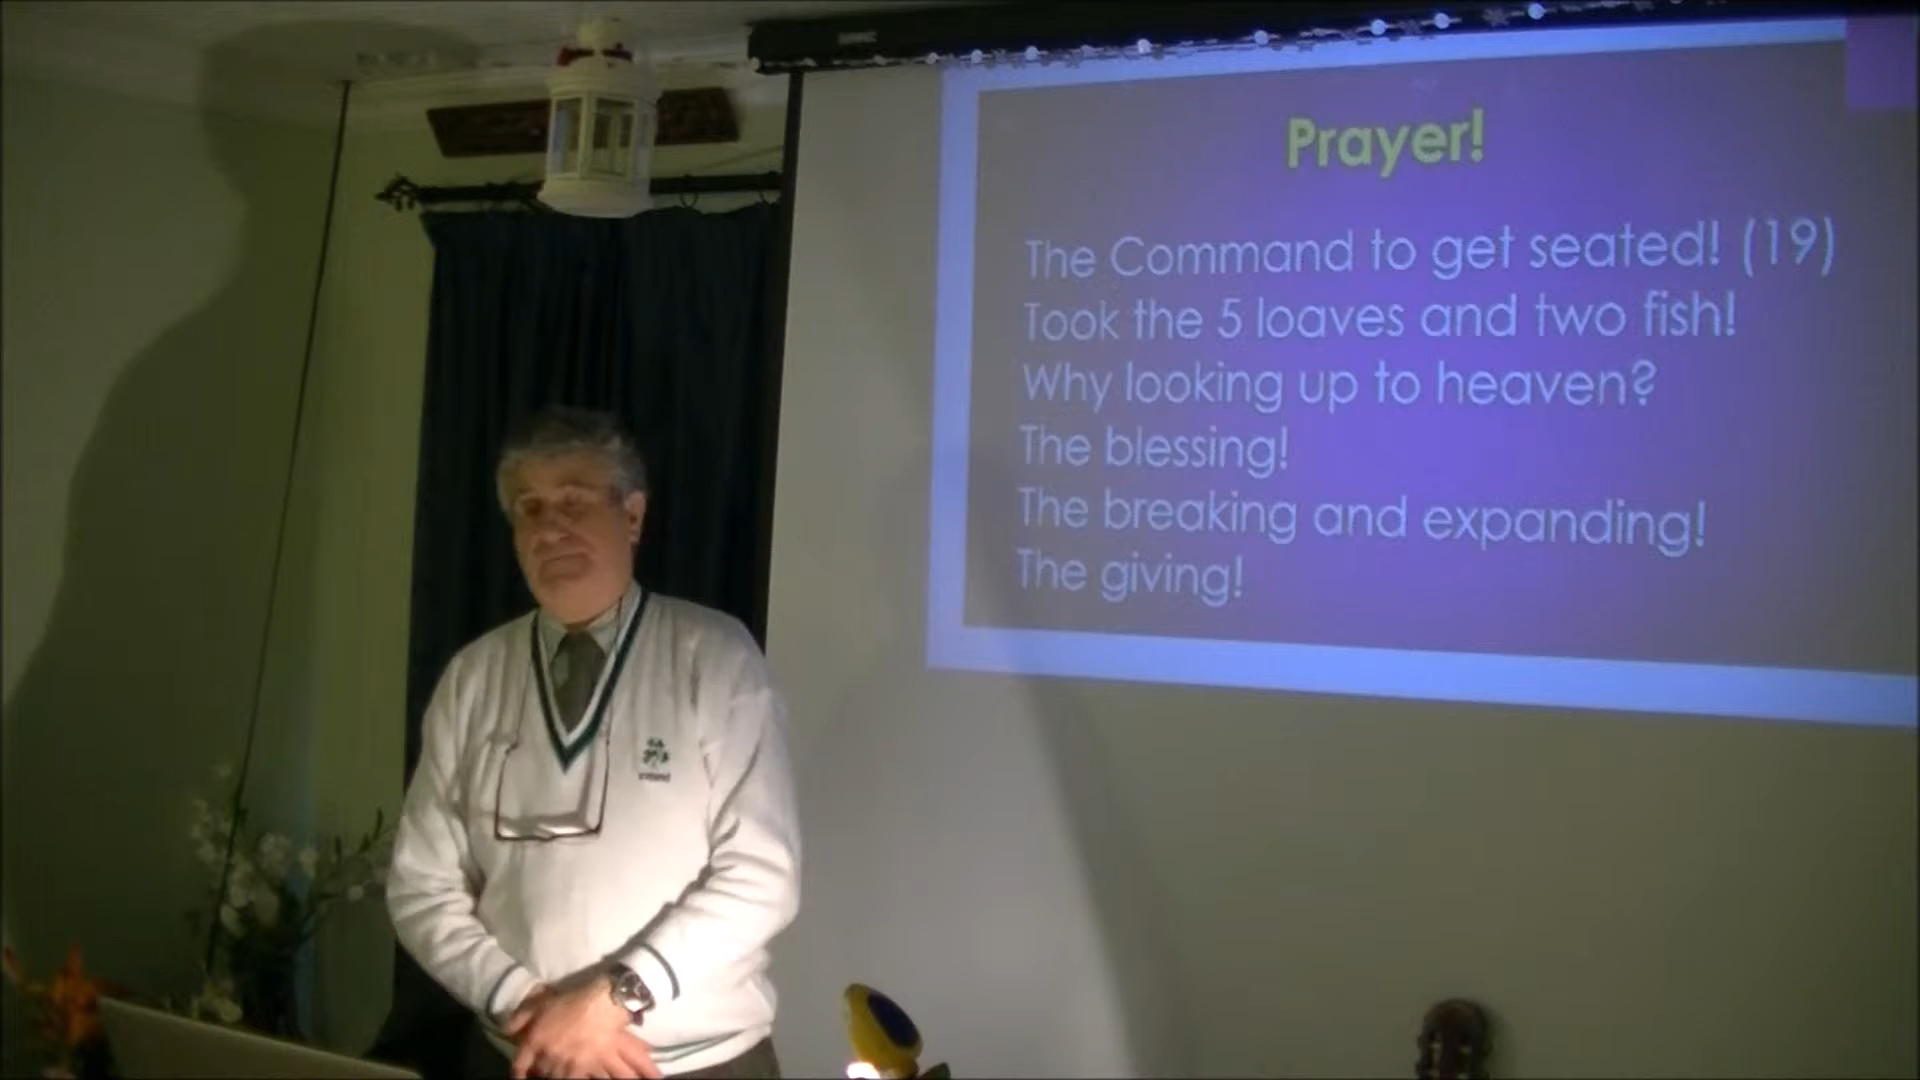 Prayer!
The Command to get seated! (19)
Took the 5 loaves and two fish!
Why looking up to heaven?
The blessing!
The breaking and expanding!
The giving!